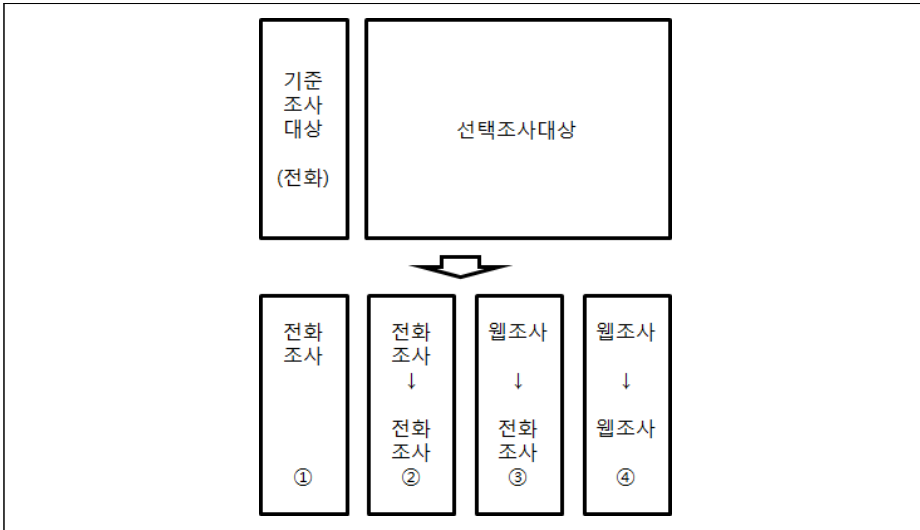 기준
조사
대상
(전화)
선택조사대상
전화
조사
①
전화
조사
↓
전화
조사
②
웹조사
↓
전화
조사
③
웹조사
↓
웹조사
④